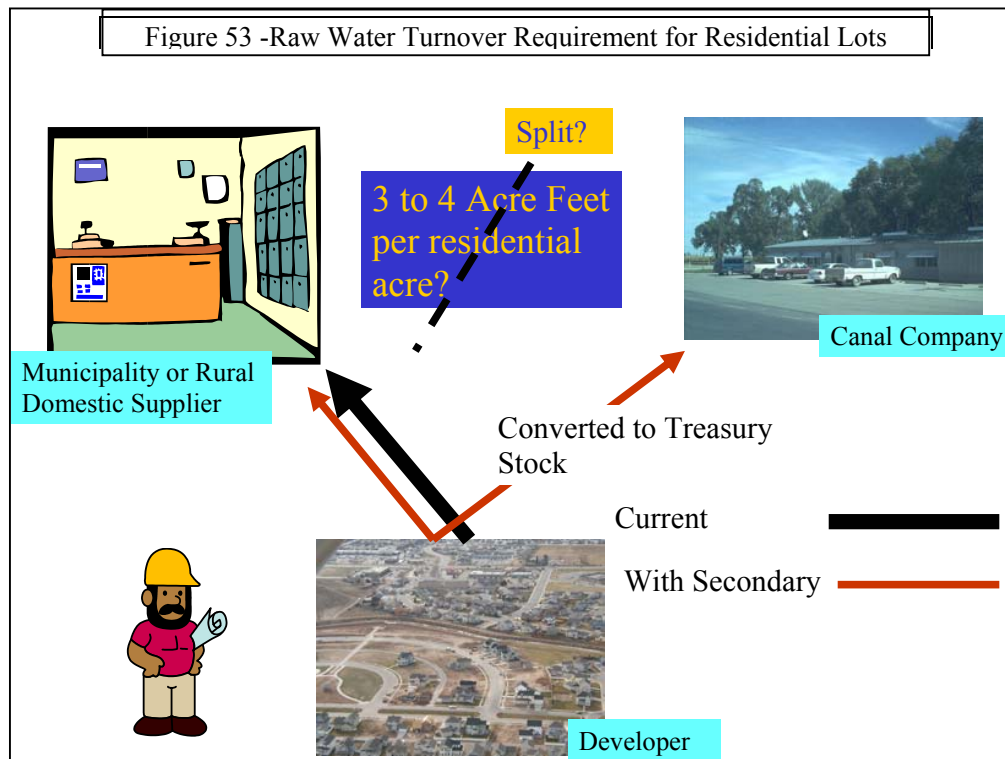 Figure 53 -Raw Water Turnover Requirement for Residential Lots
Split?
3 to 4 Acre Feet
per residential
acre?
Canal Company
Municipality or Rural
Domestic Supplier
Converted to Treasury
Stock
Current
With Secondary
Developer